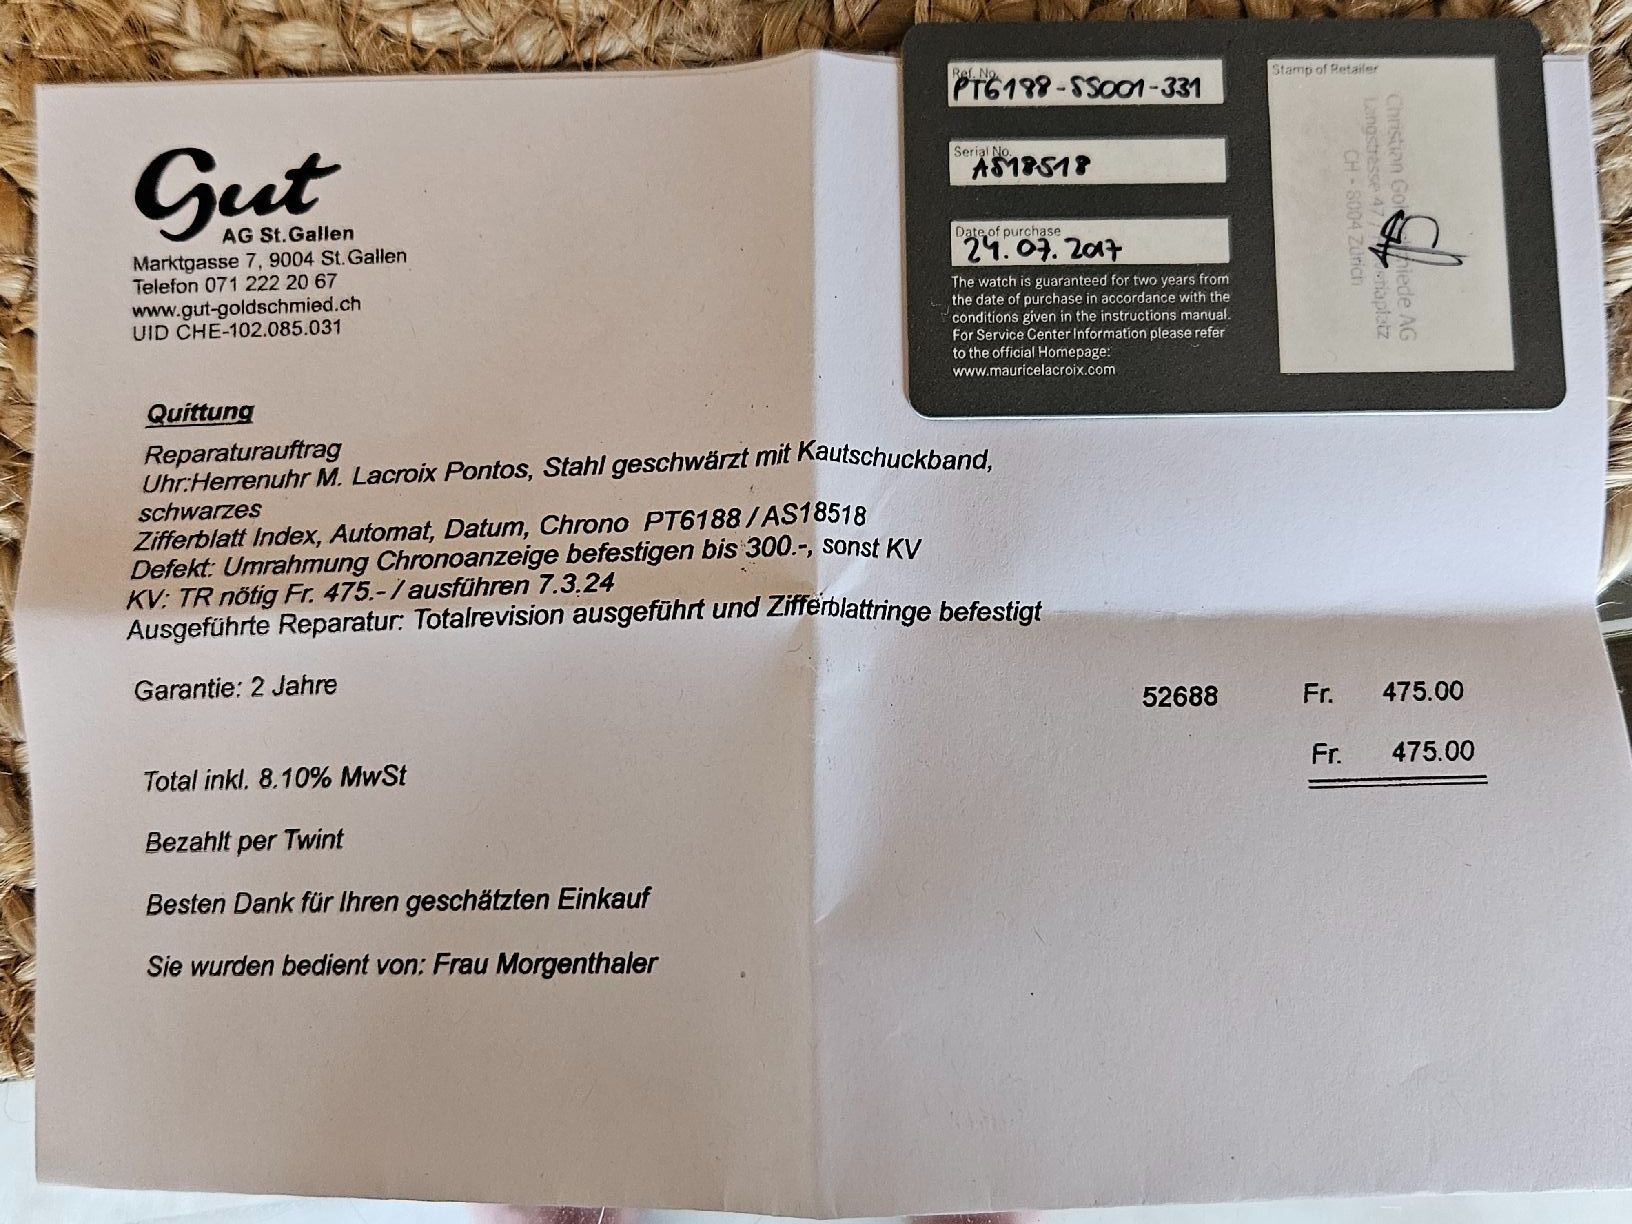 Gut
AG St.Gallen
Marktgasse 7, 9004 St.Gallen
Telefon 071 222 20 67
www.gut-goldschmied.ch
UID CHE-102.085.031
Quittung
Reparaturauftrag
Uhr:Herrenuhr M. Lacroix Pontos, Stahl geschwärzt mit Kautschuckband,
schwarzes
Zifferblatt Index, Automat, Datum, Chrono PT6188 / AS18518
Defekt: Umrahmung Chronoanzeige befestigen bis 300.-, sonst KV
KV: TR nötig Fr. 475.- / ausführen 7.3.24
Ausgeführte Reparatur: Totalrevision ausgeführt und Zifferblattringe befestigt
Garantie: 2 Jahre
52688 Fr. 475.00
Fr. 475.00
Total inkl. 8.10% MwSt
Bezahlt per Twint
Besten Dank für Ihren geschätzten Einkauf
Sie wurden bedient von: Frau Morgenthaler
Ref. No.
PT6188-SS001-331
Serial No.
AS18518
Date of purchase
24.07.2017
The watch is guaranteed for two years from
the date of purchase in accordance with the
conditions given in the instructions manual.
For Service Center Information please refer
to the official Homepage:
www.mauricelacroix.com
Stamp of Retailer
Christian AG
Langstrasse 47,
CH - 8004 Zürich